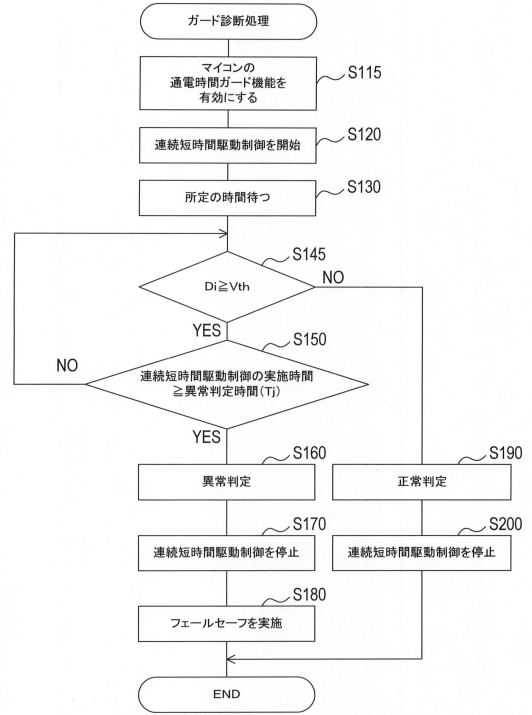 ガード診断処理
マイコンの
通電時間ガード機能を
有効にする
S115
連続短時間駆動制御を開始
S120
所定の時間待つ
S130
S145
Di≧Vth
NO
YES
S150
NO
連続短時間駆動制御の実施時間
≧異常判定時間(Tj)
YES
S160
異常判定
S190
正常判定
S170
連続短時間駆動制御を停止
S200
連続短時間駆動制御を停止
S180
フェールセーフを実施
END